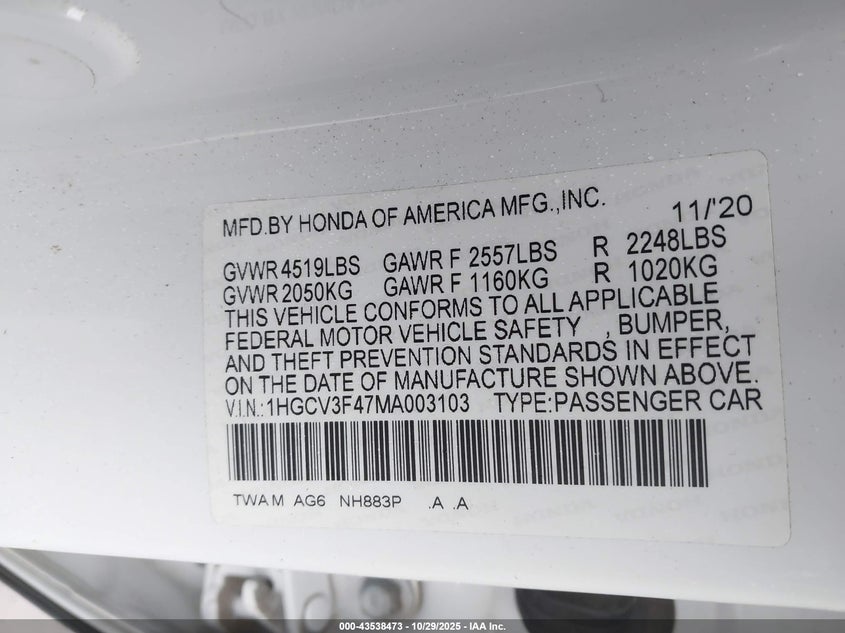 MFD.BY HONDA OF AMERICA MFG.,INC. 11/'20
GVWR 4519LBS GAWR F 2557LBS R 2248LBS
GVWR 2050KG GAWR F 1160KG R 1020KG
THIS VEHICLE CONFORMS TO ALL APPLICABLE
FEDERAL MOTOR VEHICLE SAFETY , BUMPER,
AND THEFT PREVENTION STANDARDS IN EFFECT
ON THE DATE OF MANUFACTURE SHOWN ABOVE.
V.I.N.:1HGCV3F47MA003103 TYPE:PASSENGER CAR
TWAM AG6 NH883P .A .A
000-43538473 - 10/29/2025 - IAA Inc.